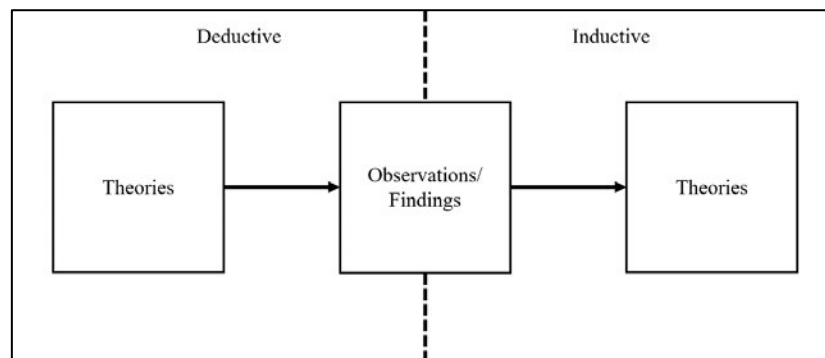 Deductive
Inductive
Theories
Observations/
Findings
Theories